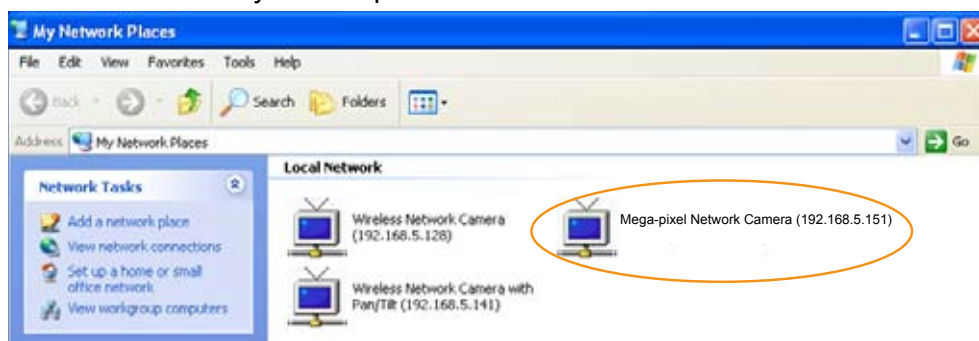 My Network Places
File Edit View Favorites Tools Help
Back Search Folders
Address My Network Places Go
Local Network
Network Tasks
Add a network place
View network connections
Set up a home or small
office network
View workgroup computers
Wireless Network Camera
(192.168.5.128)
Mega-pixel Network Camera (192.168.5.151)
Wireless Network Camera with
Pan/Tilt (192.168.5.141)